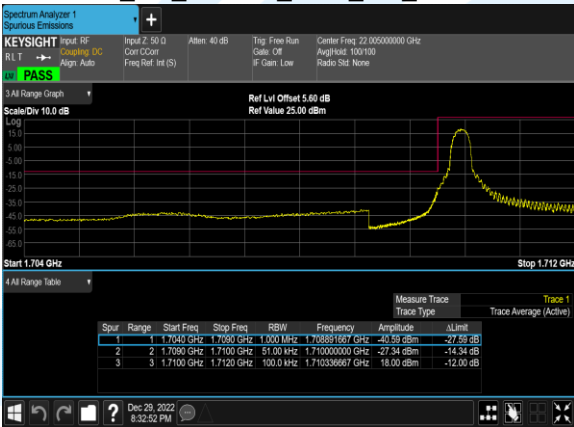 Spectrum Analyzer 1
Spurious Emissions
KEYSIGHT
Input: RF
Coupling: DC
Align: Auto
RLT
PASS
Input Z: 50 Ω
Corr CCorr
Freq Ref: Int (S)
Atten: 40 dB
Trig: Free Run
Gate: Off
IF Gain: Low
Center Freq: 22.005000000 GHz
Avg|Hold: 100/100
Radio Std: None
3 All Range Graph
Scale/Div 10.0 dB
Ref Lvl Offset 5.60 dB
Ref Value 25.00 dBm
Log
15.0
5.00
-5.00
-15.0
-25.0
-35.0
-45.0
-55.0
-65.0
Start 1.704 GHz
Stop 1.712 GHz
4 All Range Table
Measure Trace Trace 1
Trace Type Trace Average (Active)
Spur Range Start Freq Stop Freq RBW Frequency Amplitude ΔLimit
1 1 1.7040 GHz 1.7090 GHz 1.000 MHz 1.708891667 GHz -40.59 dBm -27.59 dB
2 2 1.7090 GHz 1.7100 GHz 51.00 kHz 1.710000000 GHz -27.34 dBm -14.34 dB
3 3 1.7100 GHz 1.7120 GHz 100.0 kHz 1.710336667 GHz 18.00 dBm -12.00 dB
?
Dec 29, 2022
8:32:52 PM